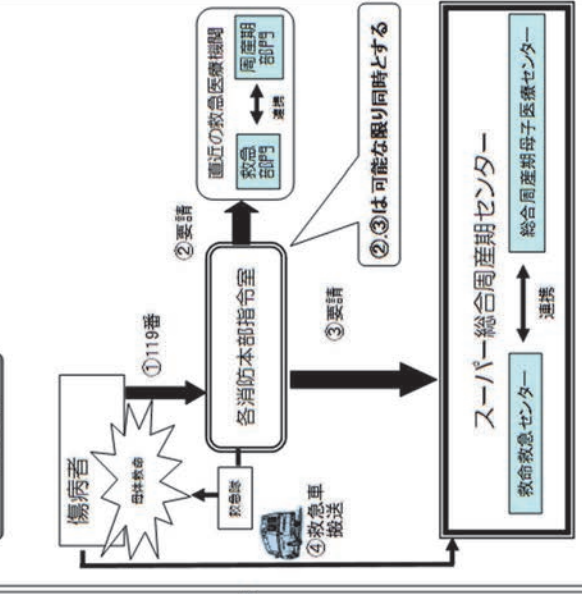 傷病者
母体救命
①119番
救急隊
各消防本部指令室
②要請
直近の救急医療機関
救急
部門
連携
周産期
部門
②.③は可能な限り同時とする
③要請
④救急車
搬送
スーパー総合周産期センター
救命救急センター
連携
総合周産期母子医療センター